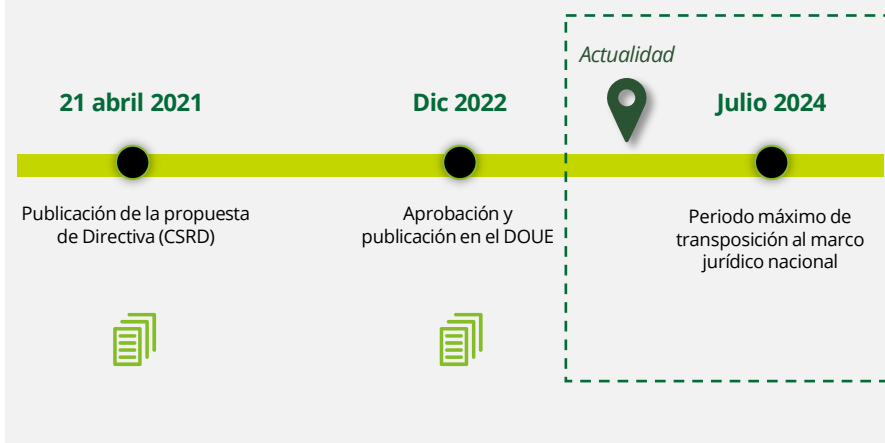 Actualidad
21 abril 2021
Dic 2022
Julio 2024
Publicación de la propuesta
de Directiva (CSRD)
Aprobación y
publicación en el DOUE
Periodo máximo de
transposición al marco
jurídico nacional